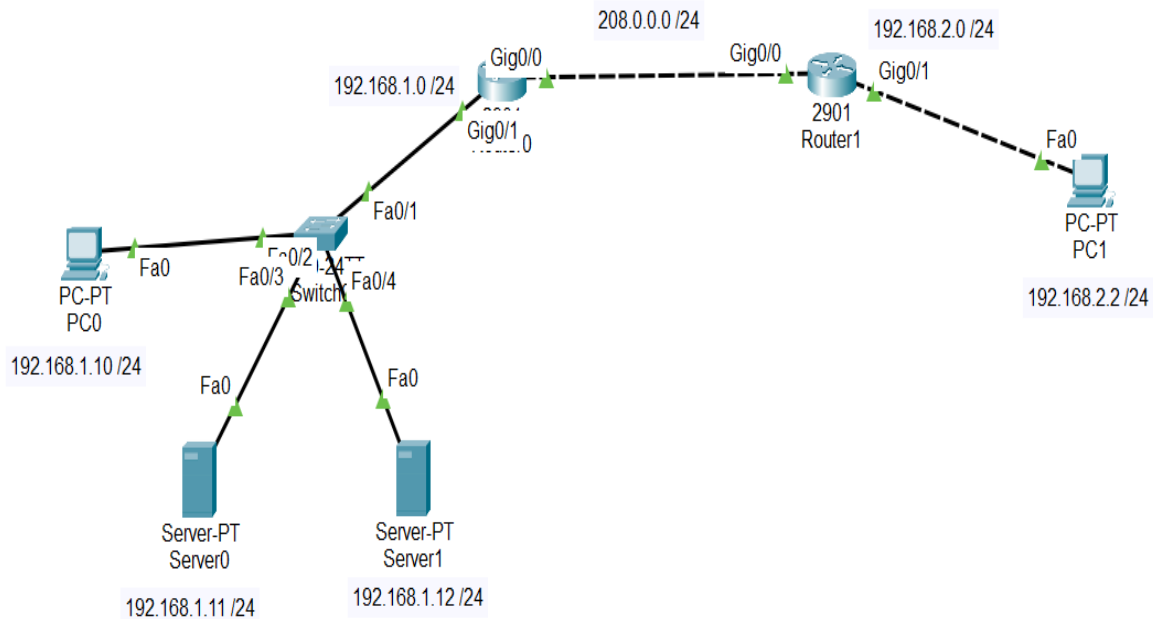 208.0.0.0 /24
192.168.2.0 /24
Gig0/0
Gig0/0
Gig0/1
192.168.1.0 /24
2901
Router1
Gig0/1
Fa0
Fa0/1
PC-PT
PC1
Fa0
Fa0/2
Fa0/3
Fa0/4
192.168.2.2 /24
PC-PT
PC0
192.168.1.10 /24
Fa0
Fa0
Server-PT
Server0
Server-PT
Server1
192.168.1.11 /24
192.168.1.12 /24